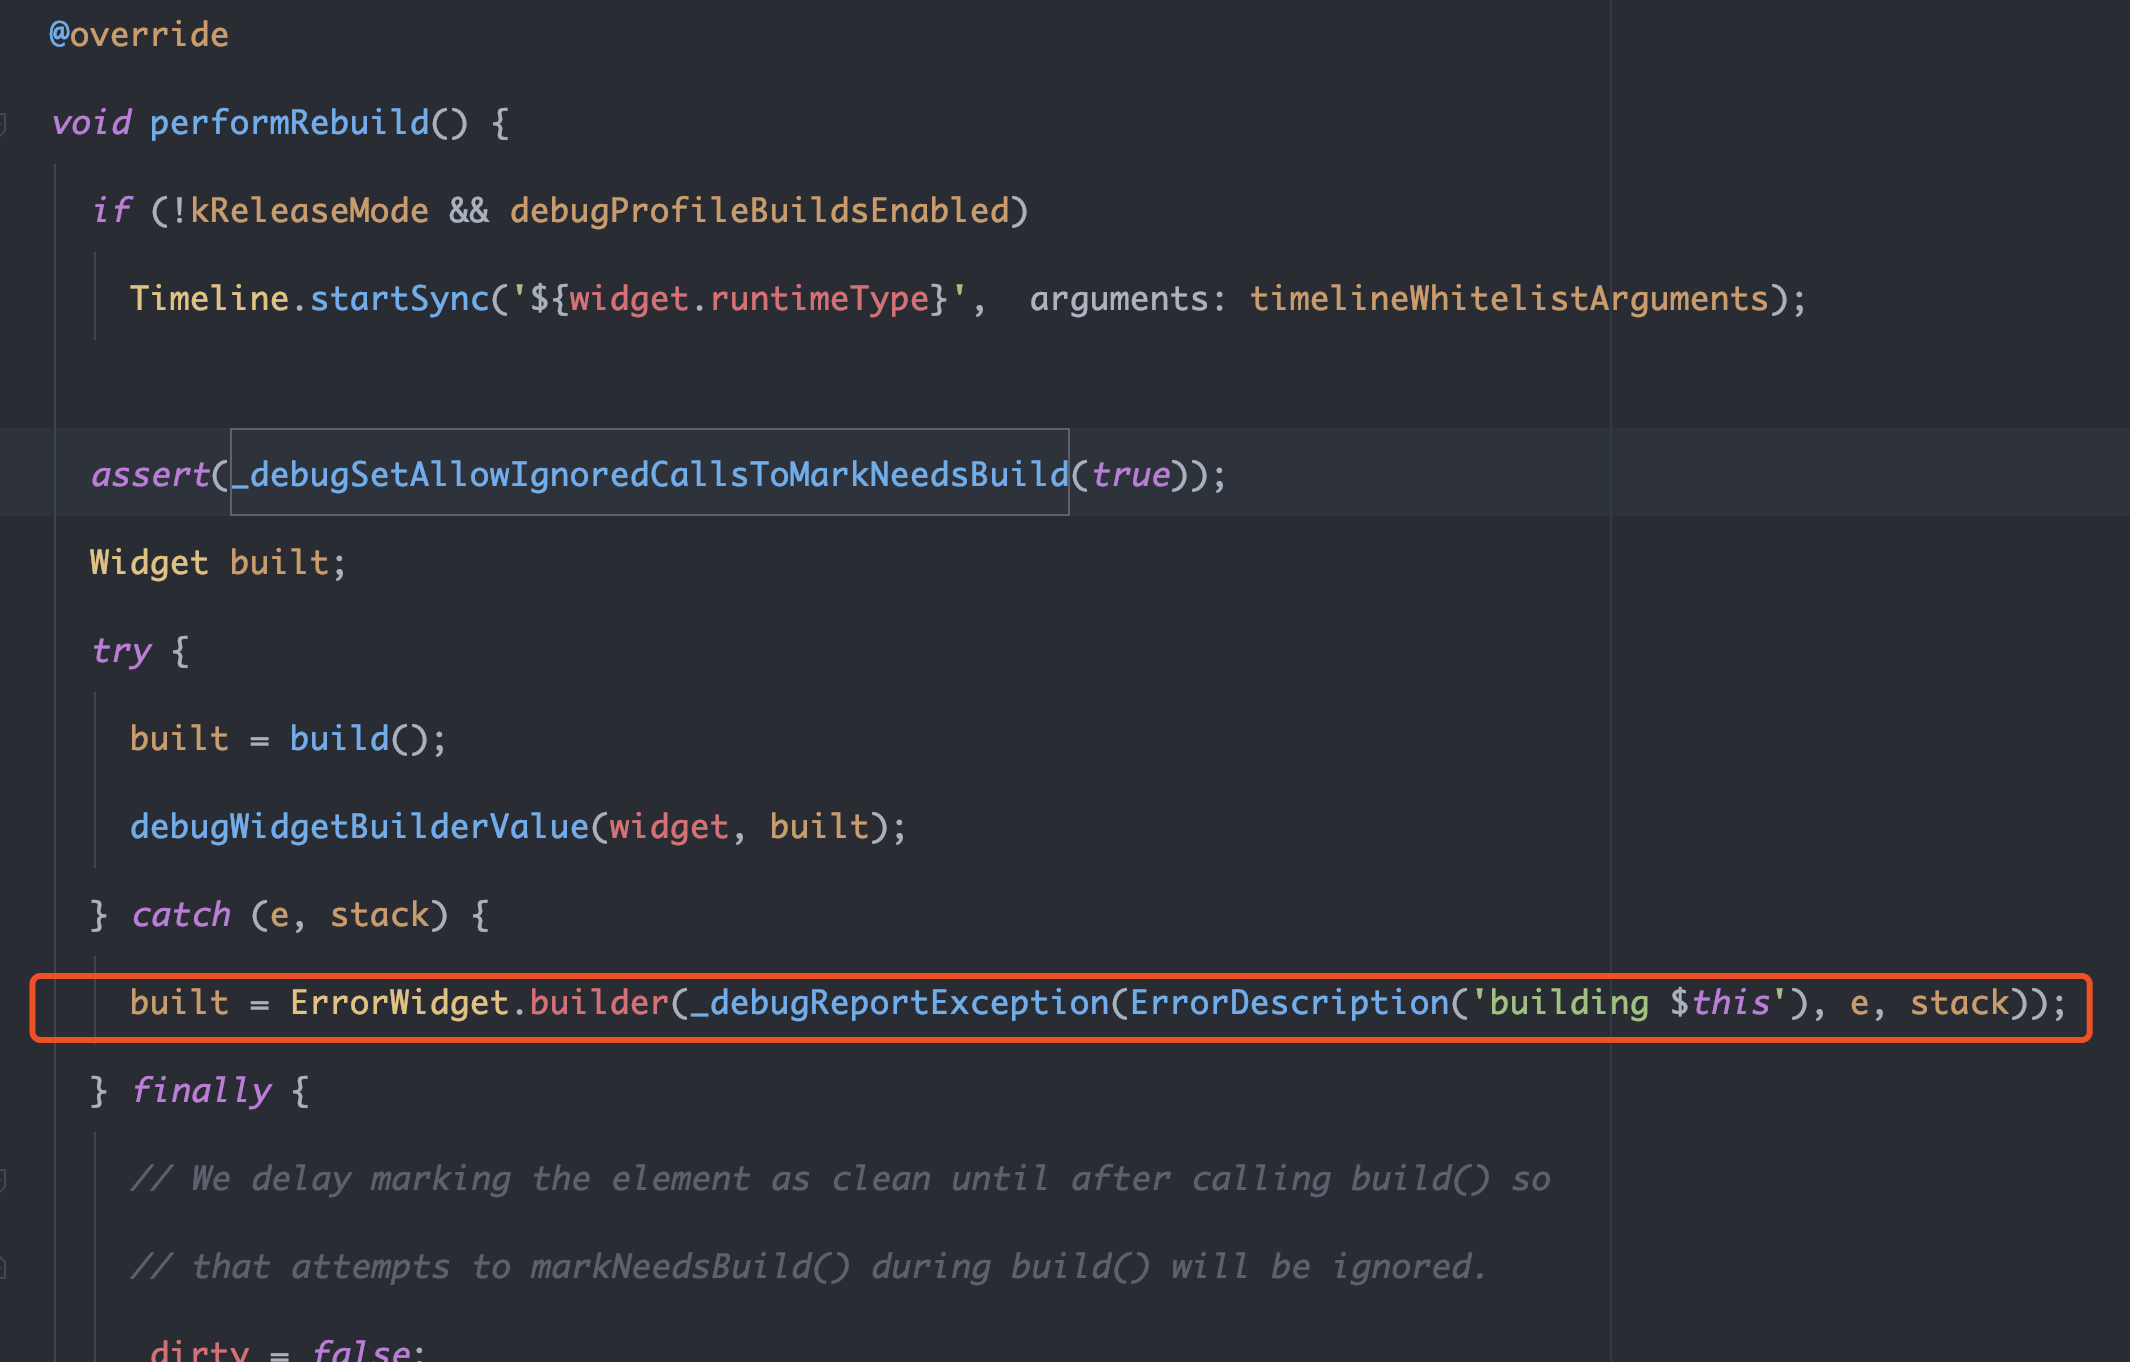 @override
void performRebuild() {
if (!kReleaseMode && debugProfileBuildsEnabled)
Timeline.startSync('${widget.runtimeType}',  arguments: timelineWhitelistArguments);
assert(_debugSetAllowIgnoredCallsToMarkNeedsBuild(true));
Widget built;
try {
built = build();
debugWidgetBuilderValue(widget, built);
} catch (e, stack) {
built = ErrorWidget.builder(_debugReportException(ErrorDescription('building $this'), e, stack));
} finally {
// We delay marking the element as clean until after calling build() so
// that attempts to markNeedsBuild() during build() will be ignored.
_dirty = false;